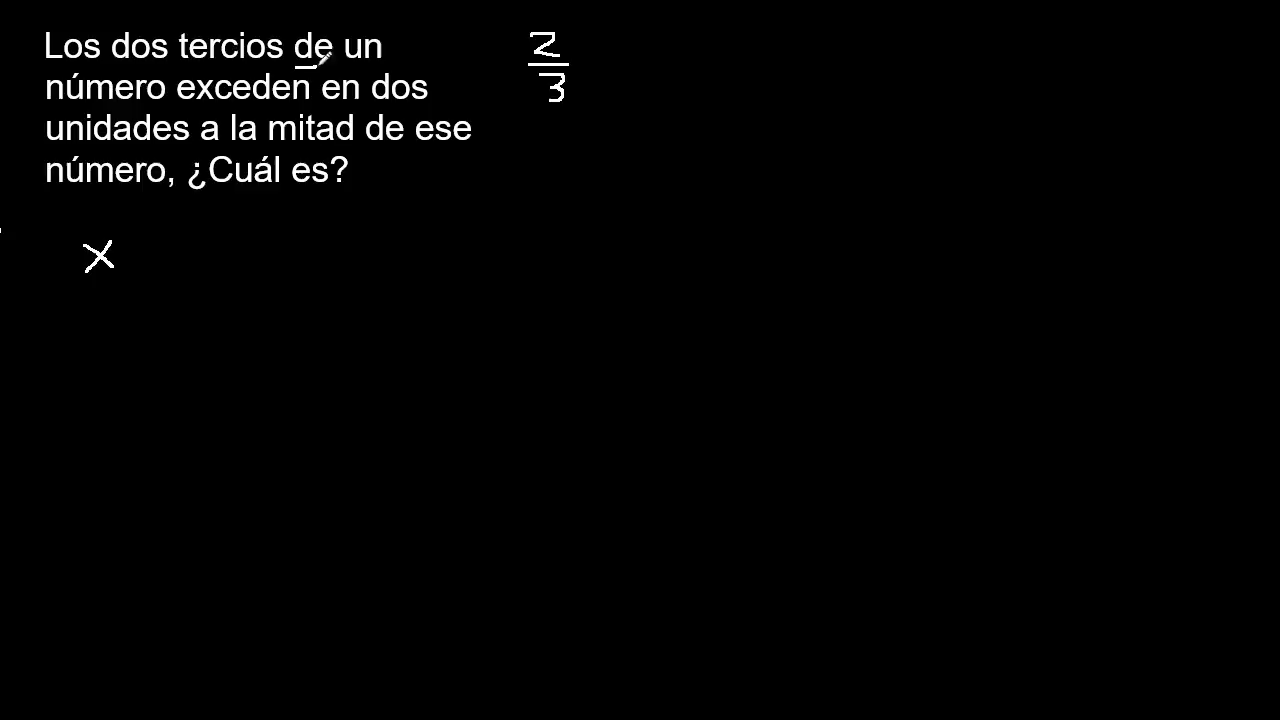 Los dos tercios de un
número exceden en dos
unidades a la mitad de ese
número, ¿Cuál es?
2
3
x